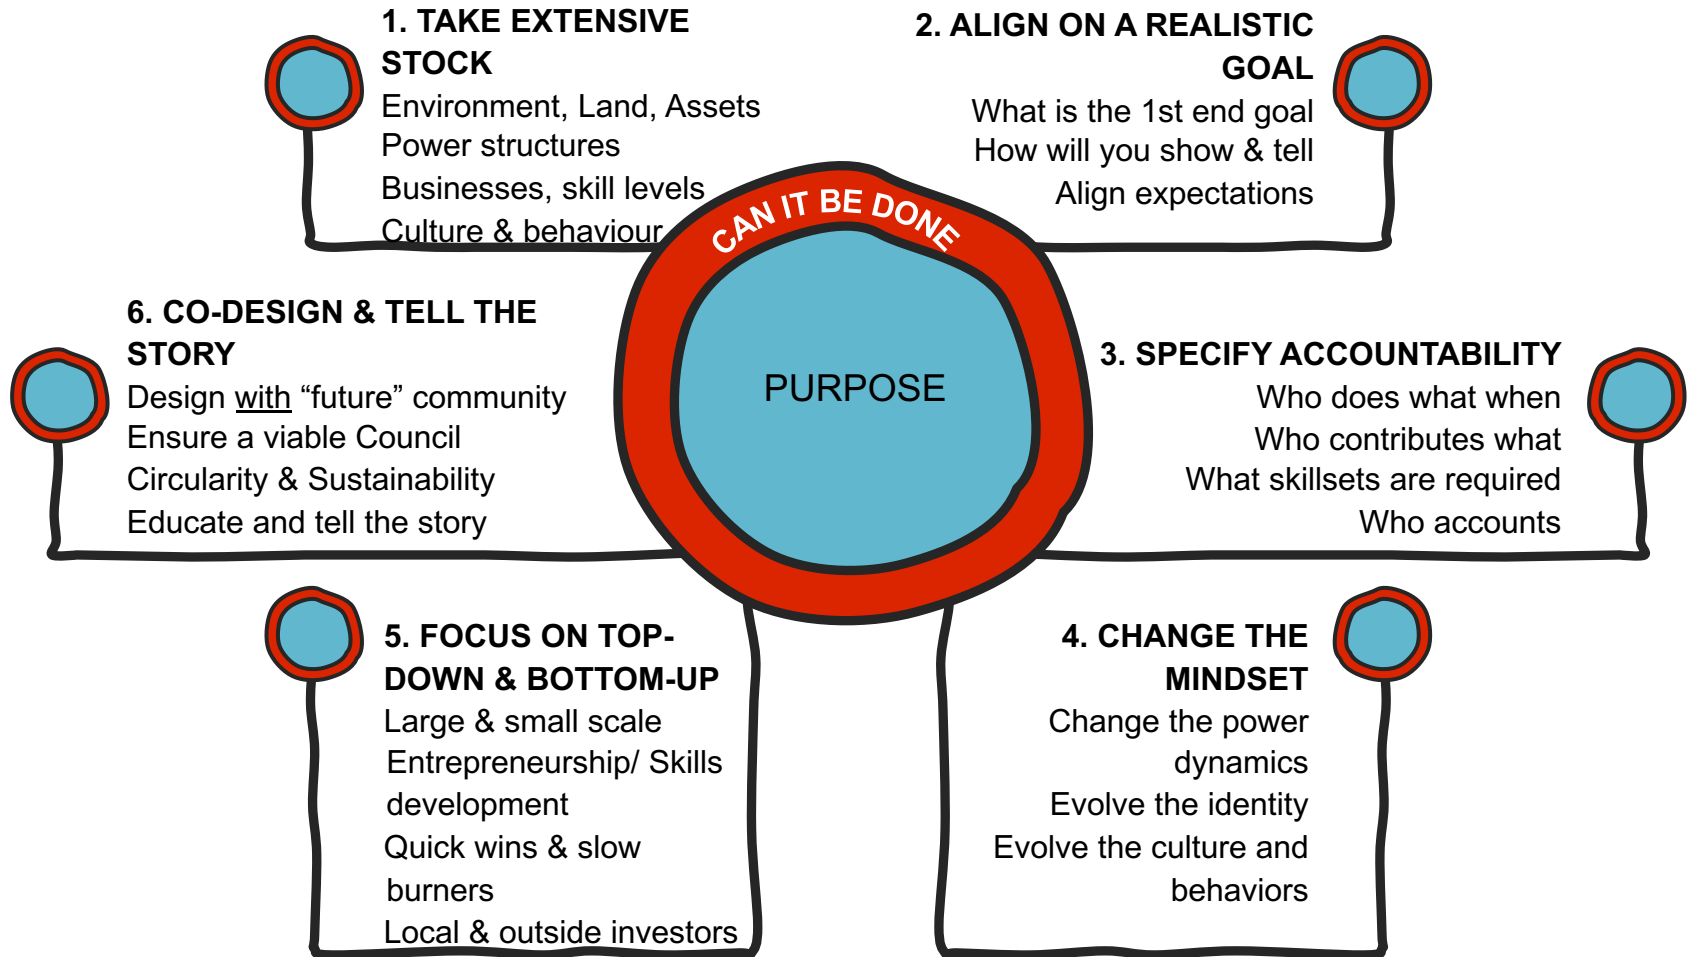 1. TAKE EXTENSIVE
STOCK
Environment, Land, Assets
Power structures
Businesses, skill levels
Culture & behaviour
2. ALIGN ON A REALISTIC
GOAL
What is the 1st end goal
How will you show & tell
Align expectations
CAN IT BE DONE
PURPOSE
3. SPECIFY ACCOUNTABILITY
Who does what when
Who contributes what
What skillsets are required
Who accounts
4. CHANGE THE
MINDSET
Change the power
dynamics
Evolve the identity
Evolve the culture and
behaviors
5. FOCUS ON TOP-
DOWN & BOTTOM-UP
Large & small scale
Entrepreneurship/ Skills
development
Quick wins & slow
burners
Local & outside investors
6. CO-DESIGN & TELL THE
STORY
Design with “future” community
Ensure a viable Council
Circularity & Sustainability
Educate and tell the story